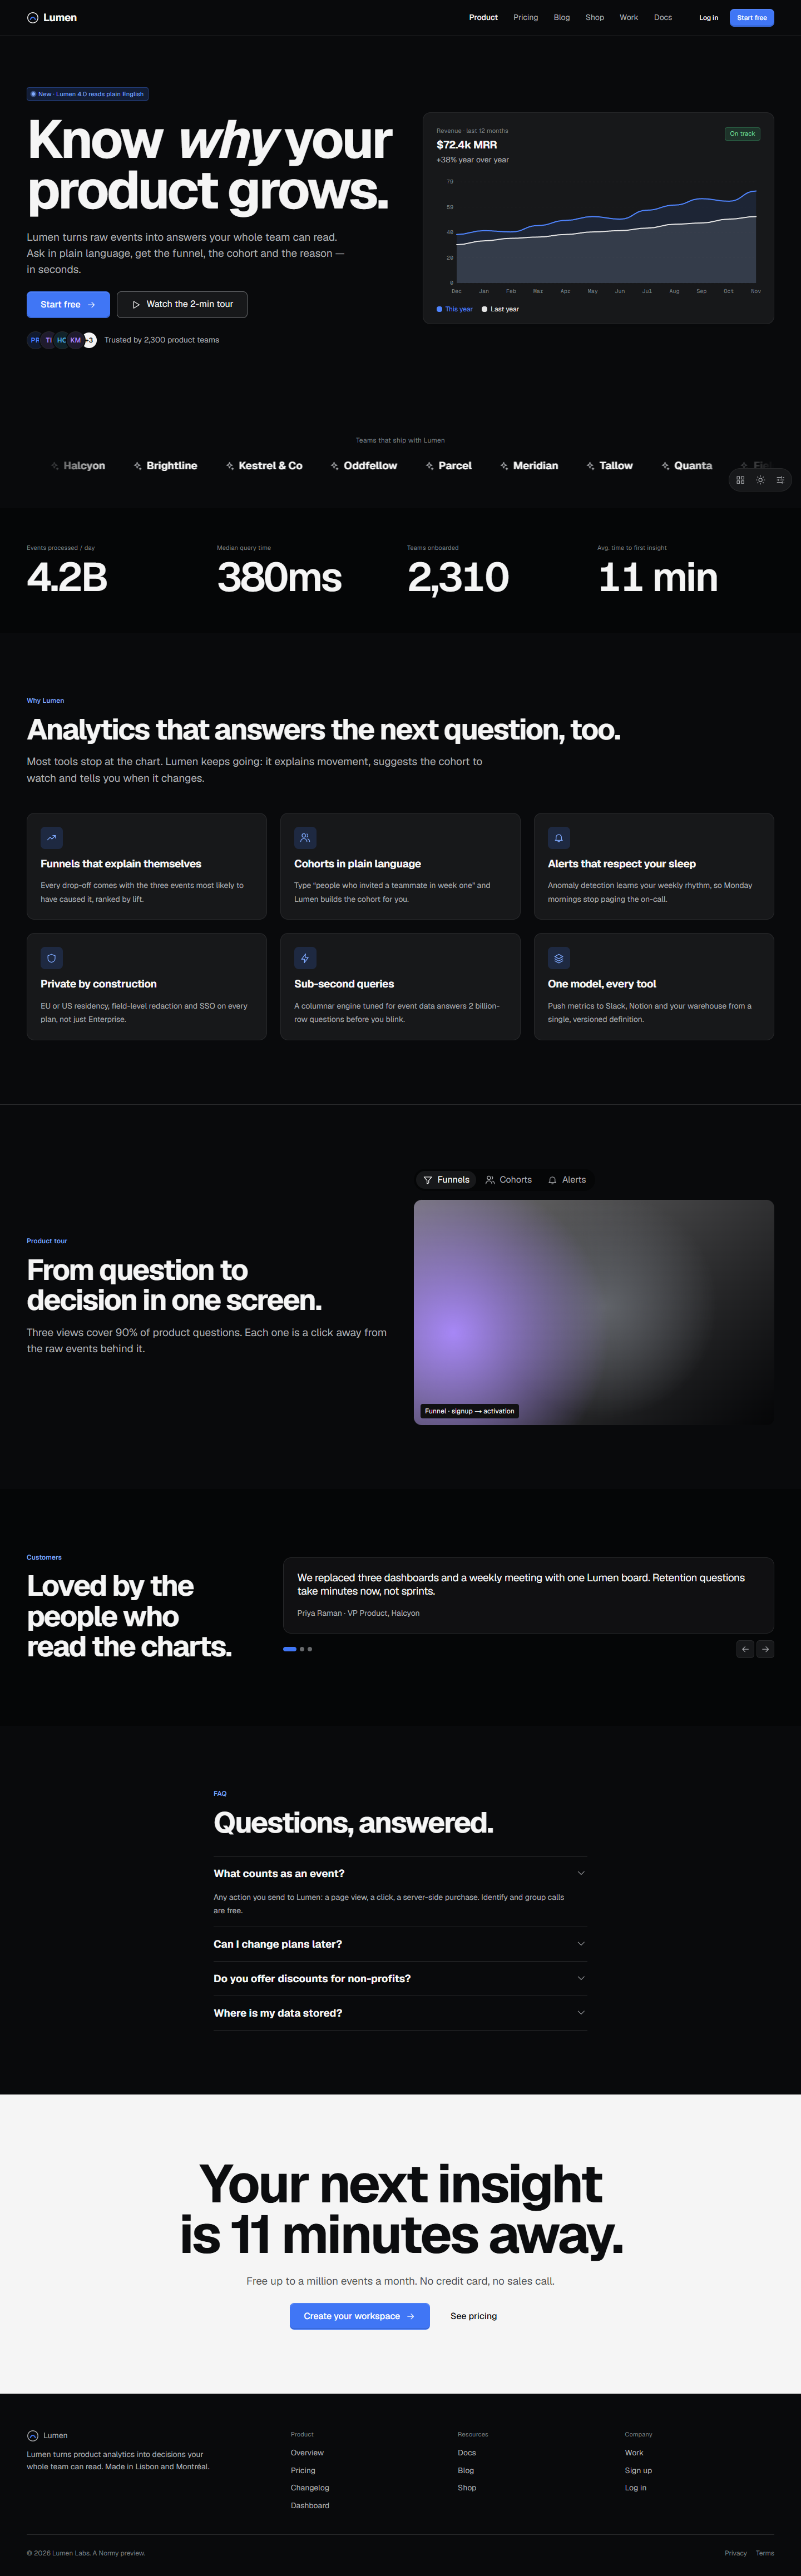 Lumen
Product Pricing Blog Shop Work Docs Log in Start free
New · Lumen 4.0 reads plain English
Know why your
product grows.
Lumen turns raw events into answers your whole team can read.
Ask in plain language, get the funnel, the cohort and the reason —
in seconds.
Start free
Watch the 2-min tour
TI KM +3 Trusted by 2,300 product teams
Revenue · last 12 months
On track
$72.4k MRR
+38% year over year
79
59
40
20
0
Dec Jan Feb Mar Apr May Jun Jul Aug Sep Oct Nov
This year Last year
Teams that ship with Lumen
Halcyon Brightline Kestrel & Co Oddfellow Parcel Meridian Tallow Quanta
Events processed / day
4.2B
Median query time
380ms
Teams onboarded
2,310
Avg. time to first insight
11 min
Why Lumen
Analytics that answers the next question, too.
Most tools stop at the chart. Lumen keeps going: it explains movement, suggests the cohort to
watch and tells you when it changes.
Funnels that explain themselves
Every drop-off comes with the three events most likely to
have caused it, ranked by lift.
Cohorts in plain language
Type "people who invited a teammate in week one" and
Lumen builds the cohort for you.
Alerts that respect your sleep
Anomaly detection learns your weekly rhythm, so Monday
mornings stop paging the on-call.
Private by construction
EU or US residency, field-level redaction and SSO on every
plan, not just Enterprise.
Sub-second queries
A columnar engine tuned for event data answers 2 billion-
row questions before you blink.
One model, every tool
Push metrics to Slack, Notion and your warehouse from a
single, versioned definition.
Product tour
From question to
decision in one screen.
Three views cover 90% of product questions. Each one is a click away from
the raw events behind it.
Funnels Cohorts Alerts
Funnel · signup → activation
Customers
Loved by the
people who
read the charts.
We replaced three dashboards and a weekly meeting with one Lumen board. Retention questions
take minutes now, not sprints.
Priya Raman · VP Product, Halcyon
FAQ
Questions, answered.
What counts as an event?
Any action you send to Lumen: a page view, a click, a server-side purchase. Identify and group calls
are free.
Can I change plans later?
Do you offer discounts for non-profits?
Where is my data stored?
Your next insight
is 11 minutes away.
Free up to a million events a month. No credit card, no sales call.
Create your workspace
See pricing
Lumen
Lumen turns product analytics into decisions your
whole team can read. Made in Lisbon and Montréal.
Product
Overview
Pricing
Changelog
Dashboard
Resources
Docs
Blog
Shop
Company
Work
Sign up
Log in
© 2026 Lumen Labs. A Normy preview.
Privacy Terms